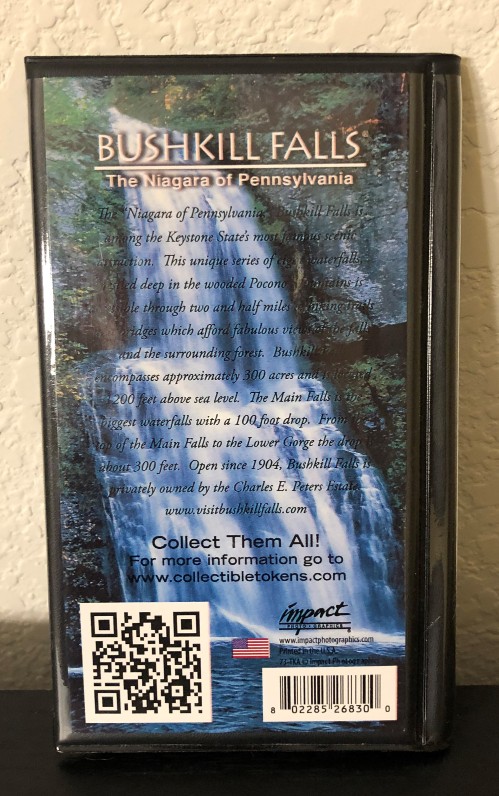 BUSHKILL FALLS®
The Niagara of Pennsylvania
The "Niagara of Pennsylvania", Bushkill Falls is
among the Keystone State's most famous scenic
attraction. This unique series of eight waterfalls,
deep in the wooded Pocono Mountains is
through two and half miles of hiking trails
bridges which afford fabulous views of the falls
and the surrounding forest. Bushkill
encompasses approximately 300 acres and is located
1200 feet above sea level. The Main Falls is the
biggest waterfalls with a 100 foot drop. From the
top of the Main Falls to the Lower Gorge the drop is
about 300 feet. Open since 1904, Bushkill Falls is
privately owned by the Charles E. Peters Estate.
www.visitbushkillfalls.com
Collect Them All!
For more information go to
www.collectibletokens.com
impact
PHOTOGRAPHICS
www.impactphotographics.com
Printed in the U.S.A.
© Impact Photographics
8 02285 26830 0